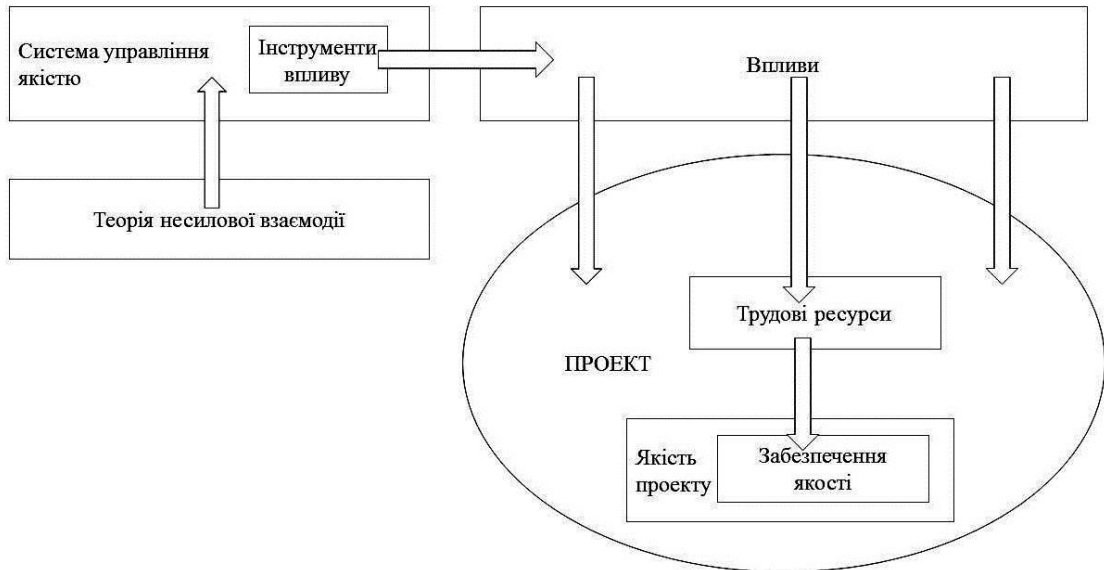 Система управління
якістю
Інструменти
впливу
Впливи
Теорія несилової взаємодії
Трудові ресурси
ПРОЕКТ
Якість
проекту
Забезпечення
якості